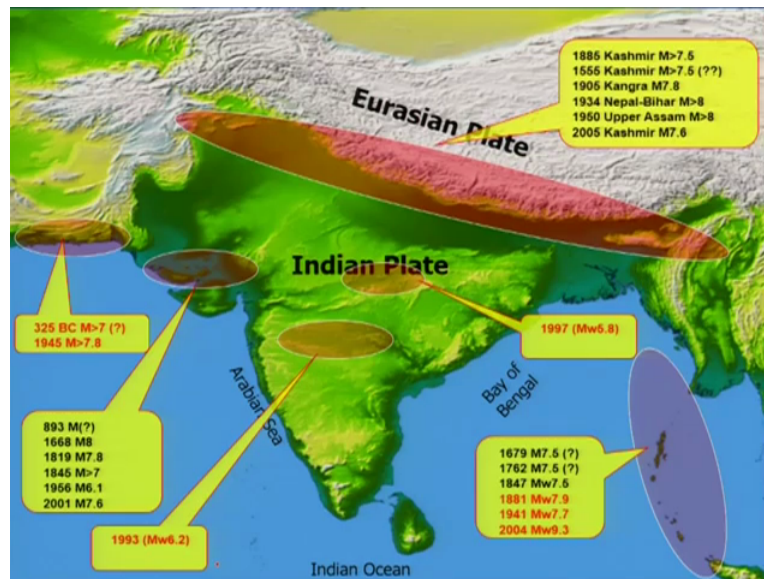 1885 Kashmir M>7.5
1555 Kashmir M>7.5 (??)
1905 Kangra M7.8
1934 Nepal-Bihar M>8
1950 Upper Assam M>8
2005 Kashmir M7.6
Eurasian Plate
Indian Plate
325 BC M>7 (?)
1945 M>7.8
1997 (Mw5.8)
Arabian Sea
Bay of
Bengal
893 M(?)
1668 M8
1819 M7.8
1845 M>7
1956 M6.1
2001 M7.6
1679 M7.5 (?)
1762 M7.5 (?)
1847 Mw7.5
1881 Mw7.9
1941 Mw7.7
2004 Mw9.3
1993 (Mw6.2)
Indian Ocean